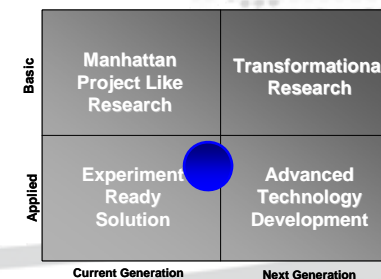 Basic
Manhattan
Project Like
Research
Transformationa
Research
Applied
Experiment
Ready
Solution
Advanced
Technology
Development
Current Generation
Next Generation